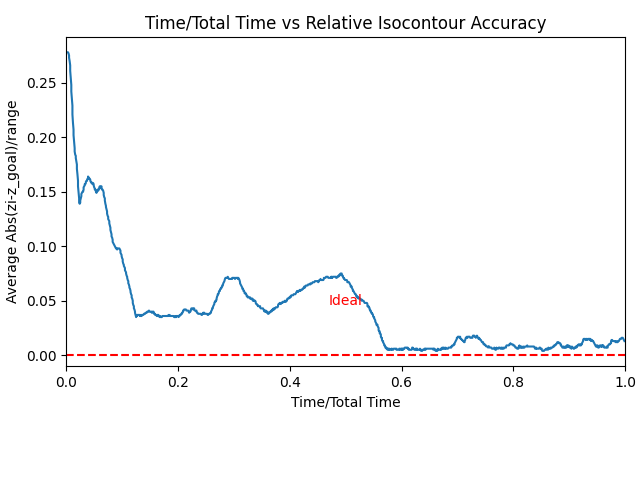 Time/Total Time vs Relative Isocontour Accuracy
Average Abs(zi-z_goal)/range
0.25
0.20
0.15
0.10
0.05
0.00
Ideal
0.0 0.2 0.4 0.6 0.8 1.0
Time/Total Time